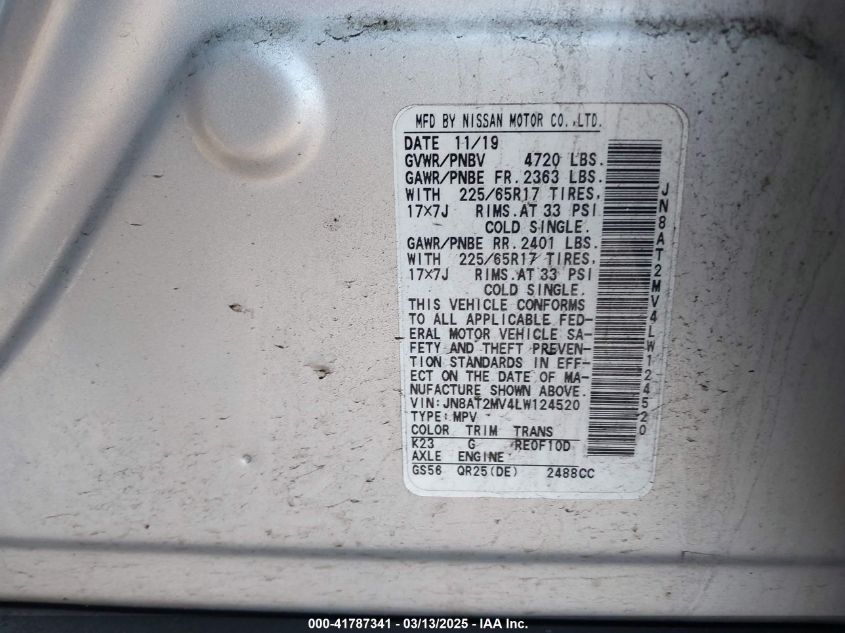 MFD BY NISSAN MOTOR CO.,LTD.
DATE 11/19
GVWR/PNBV 4720 LBS.
GAWR/PNBE FR. 2363 LBS.
WITH 225/65R17 TIRES,
17×7J RIMS.AT 33 PSI
COLD SINGLE.
GAWR/PNBE RR. 2401 LBS.
WITH 225/65R17 TIRES,
17×7J RIMS.AT 33 PSI
COLD SINGLE.
THIS VEHICLE CONFORMS
TO ALL APPLICABLE FED-
ERAL MOTOR VEHICLE SA-
FETY AND THEFT PREVEN-
TION STANDARDS IN EFF-
ECT ON THE DATE OF MA-
NUFACTURE SHOWN ABOVE.
VIN:JN8AT2MV4LW124520
TYPE:MPV
COLOR TRIM TRANS
K23 G RE0F10D
AXLE ENGINE
GS56 QR25(DE) 2488CC
JN8AT2MV4LW124520
000-41787341 / 03/13/2025 - IAA Inc.